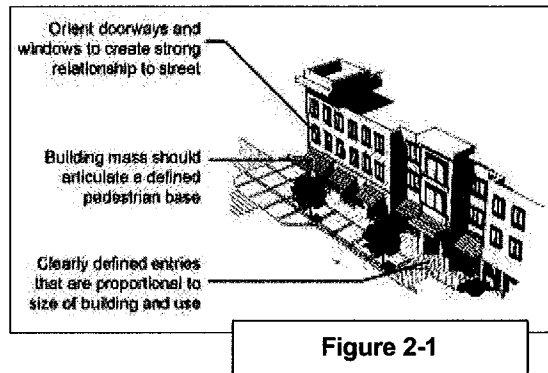 Orient doorways and
windows to create strong
relationship to street
Building mass should
articulate a defined
pedestrian base
Clearly defined entries
that are proportional to
size of building and use
Figure 2-1